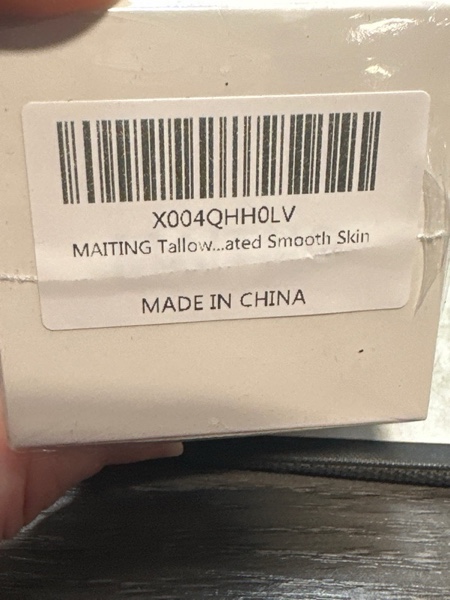 X004QHH0LV
MAITING Tallow...ated Smooth Skin
MADE IN CHINA